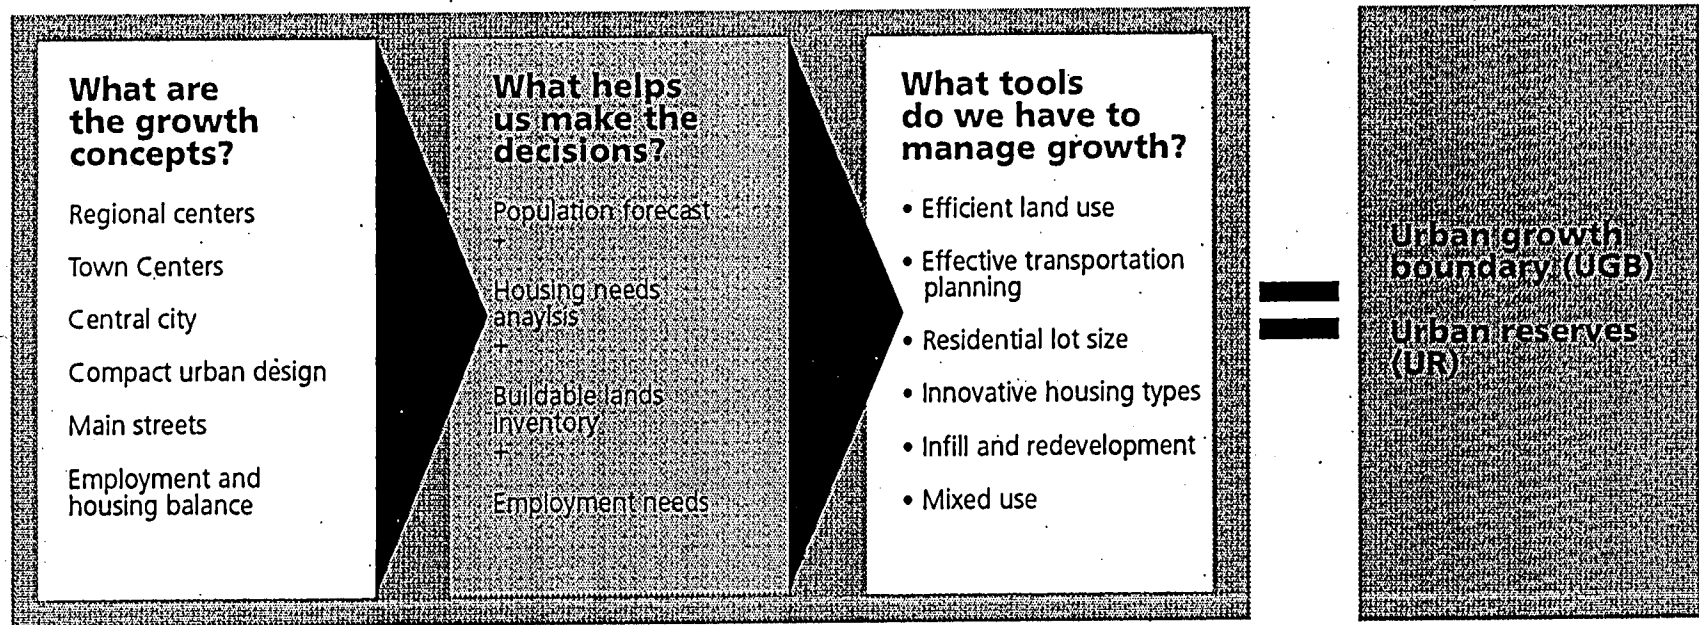 What are
the growth
concepts?
Regional centers
Town Centers
Central city
Compact urban design
Main streets
Employment and
housing balance
What helps
us make the
decisions?
Population forecast
+
Housing needs
anaylsis
+
Buildable lands
inventory
+
Employment needs
What tools
do we have to
manage growth?
• Efficient land use
• Effective transportation
planning
• Residential lot size
• Innovative housing types
• Infill and redevelopment
• Mixed use
=
Urban growth
boundary (UGB)
Urban reserves
(UR)